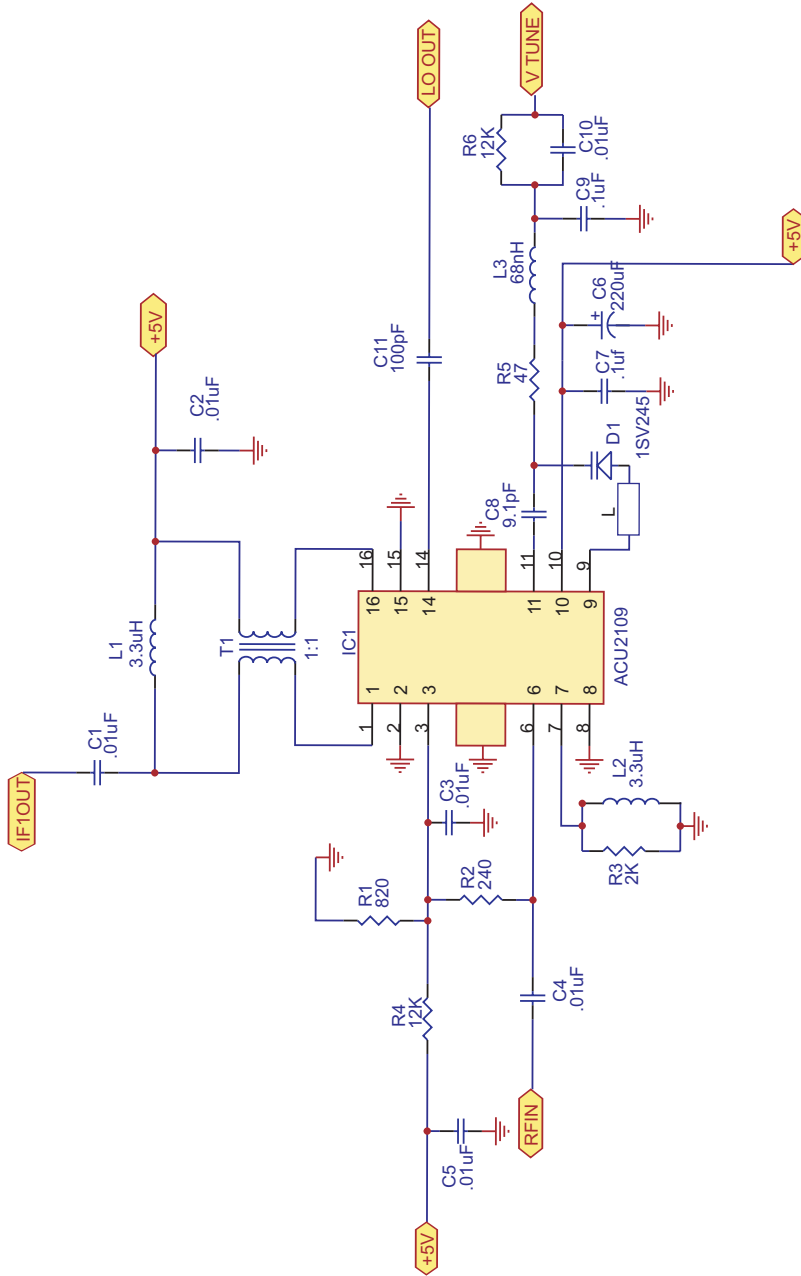 IF1OUT
C1
.01uF
L1
3.3uH
+5V
C2
.01uF
T1
1:1
LO OUT
C11
100pF
V TUNE
R6
12K
C10
.01uF
C9
.1uF
L3
68nH
R5
47
C8
9.1pF
D1
1SV245
L
C7
.1uf
+
C6
220uF
+5V
IC1
ACU2109
1
2
3
6
7
8
1
2
3
6
7
8
16
15
14
11
10
9
16
15
14
11
10
9
R1
820
C3
.01uF
R2
240
R4
12K
C5
.01uF
+5V
RFIN
C4
.01uF
R3
2K
L2
3.3uH